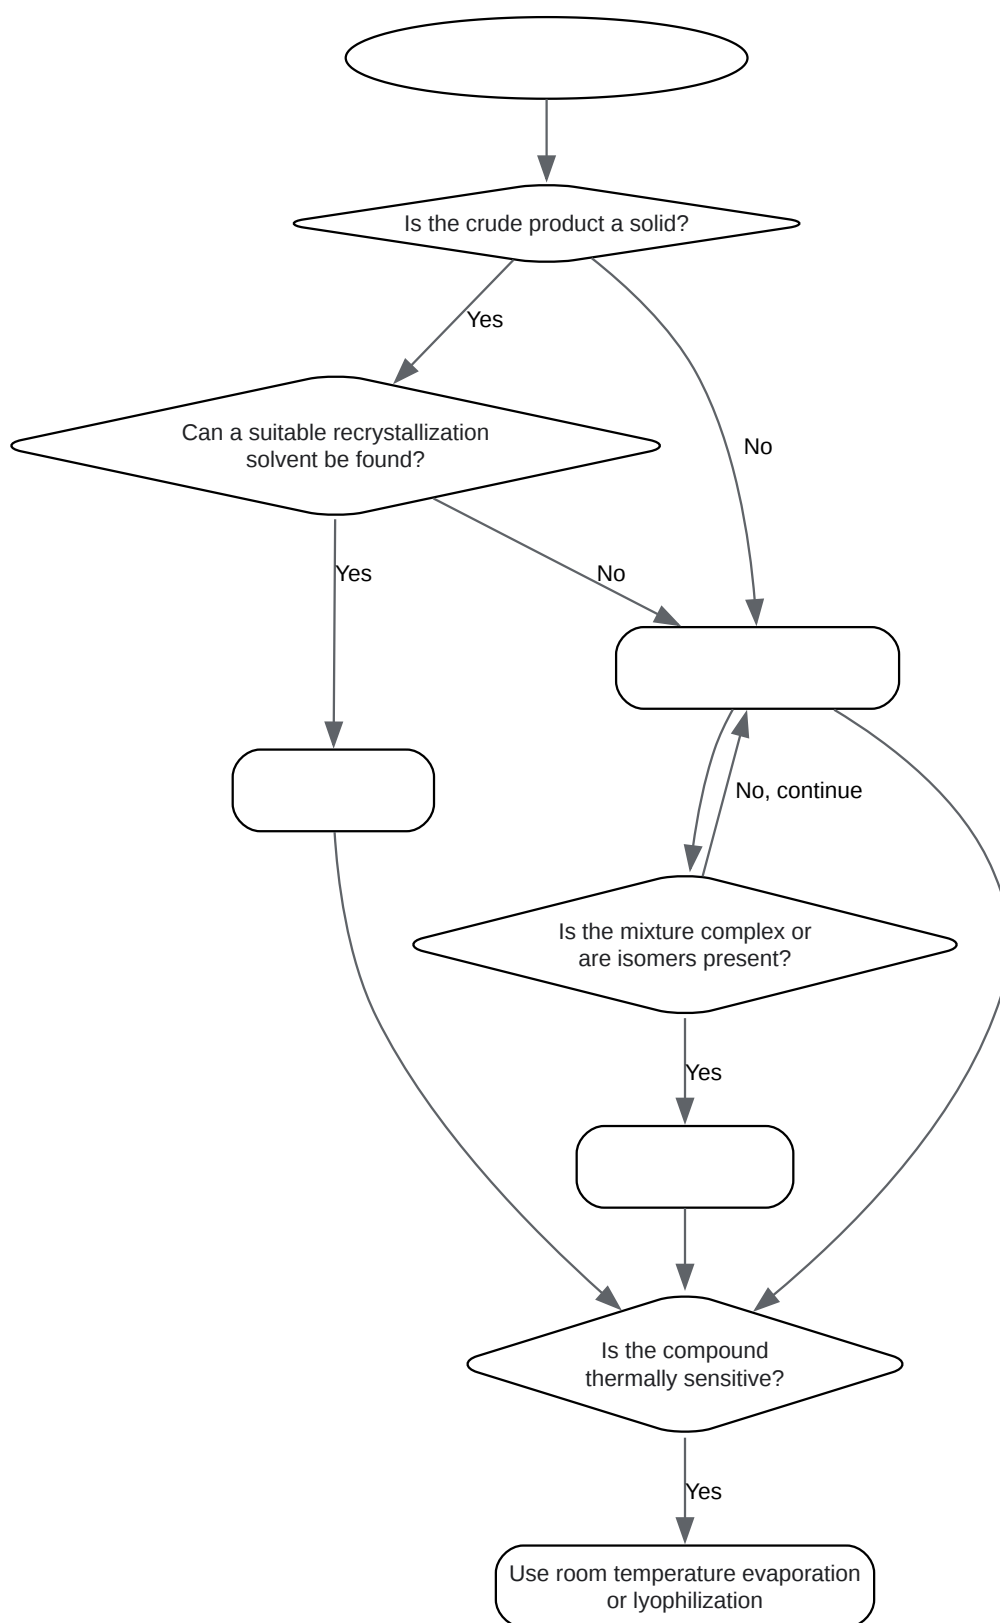 Is the crude product a solid?
Yes
Can a suitable recrystallization
solvent be found?
No
Yes
No
No, continue
Is the mixture complex or
are isomers present?
Yes
Is the compound
thermally sensitive?
Yes
Use room temperature evaporation
or lyophilization